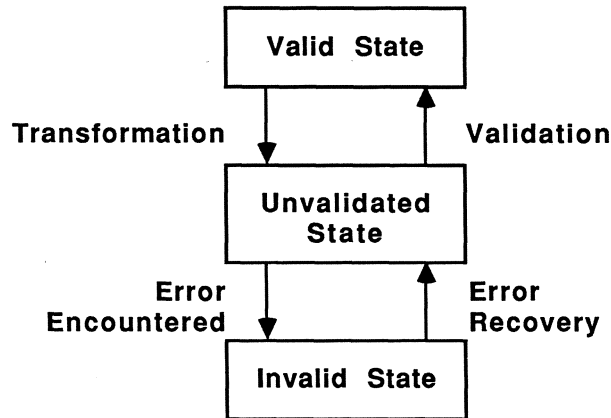 Valid State
Transformation
Validation
Unvalidated
State
Error
Encountered
Error
Recovery
Invalid State